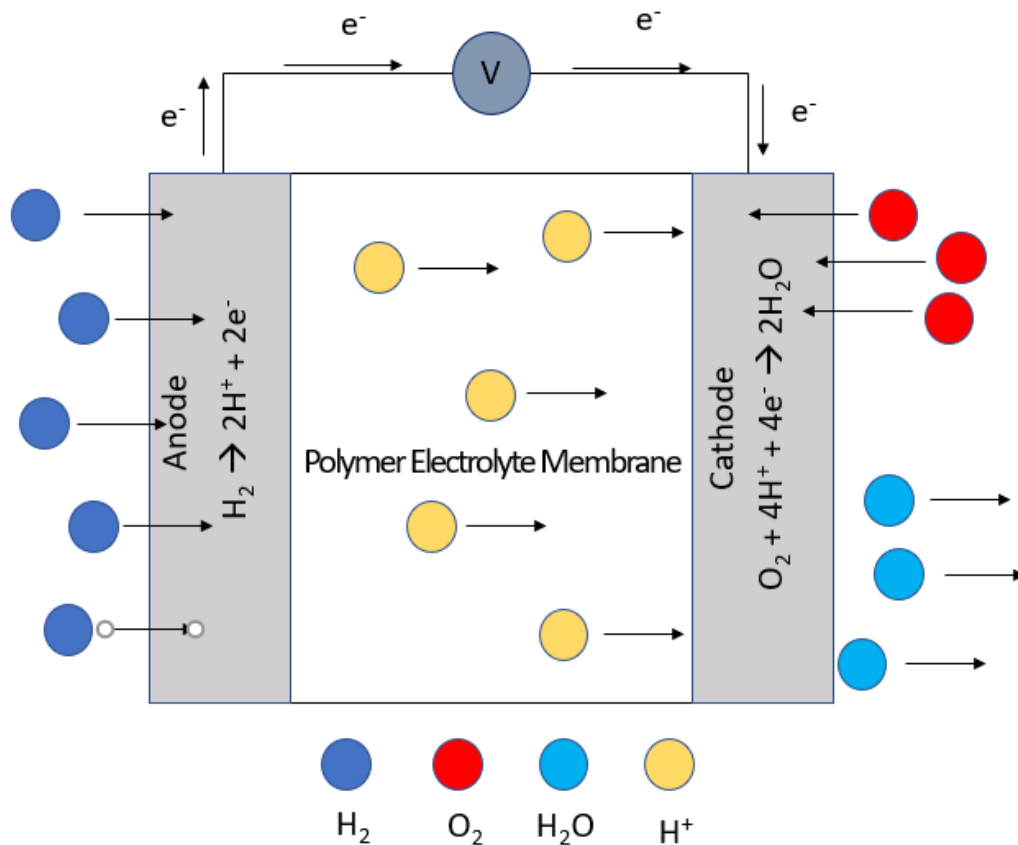 e⁻
e⁻
V
e⁻
e⁻
Anode
H₂ → 2H⁺ + 2e⁻
Polymer Electrolyte Membrane
Cathode
O₂ + 4H⁺ + 4e⁻ → 2H₂O
H₂
O₂
H₂O
H⁺